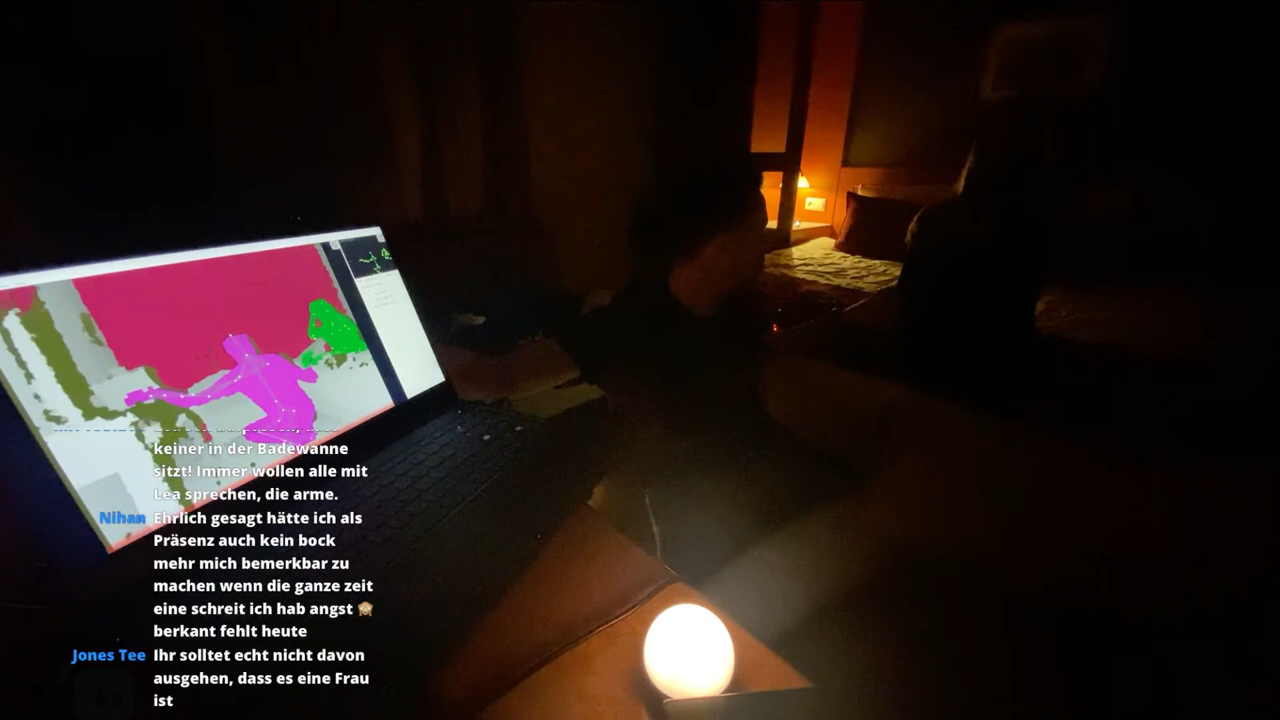 keiner in der Badewanne
sitzt! Immer wollen alle mit
Lea sprechen, die arme.
Nihan Ehrlich gesagt hätte ich als
Präsenz auch kein bock
mehr mich bemerkbar zu
machen wenn die ganze zeit
eine schreit ich hab angst 🙈
berkant fehlt heute
Jones Tee Ihr solltet echt nicht davon
ausgehen, dass es eine Frau
ist